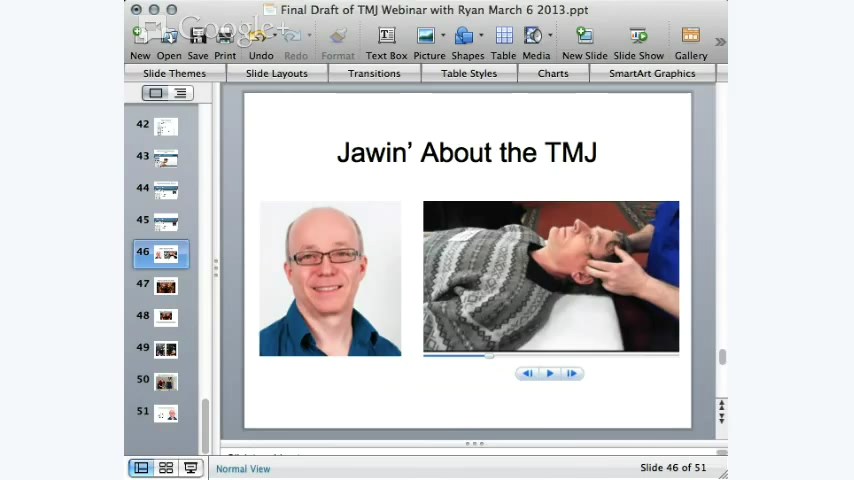 Final Draft of TMJ Webinar with Ryan March 6 2013.ppt
Google+
New Open Save Print Undo Redo Format Text Box Picture Shapes Table Media New Slide Slide Show Gallery
Slide Themes Slide Layouts Transitions Table Styles Charts SmartArt Graphics
42
43
44
45
46
47
48
49
50
51
Jawin' About the TMJ
Normal View
Slide 46 of 51